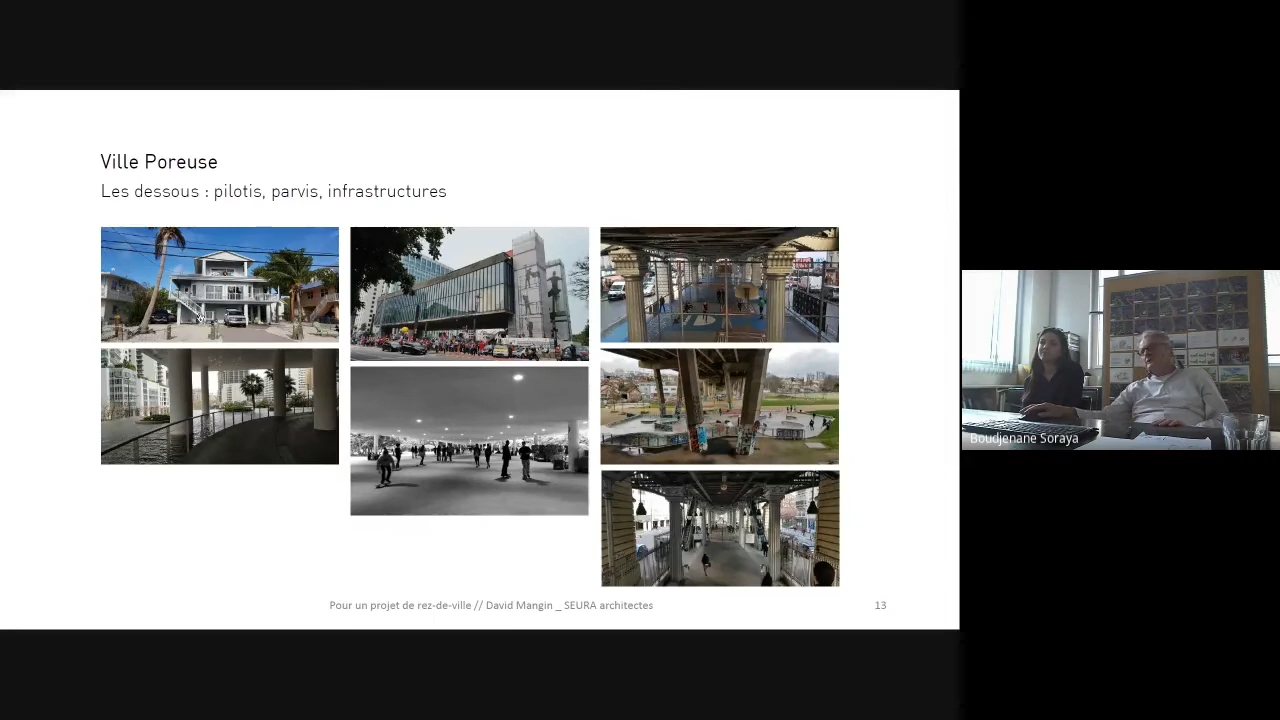 Ville Poreuse
Les dessous : pilotis, parvis, infrastructures
Pour un projet de rez-de-ville // David Mangin _ SEURA architectes
13
Boudjenane Soraya